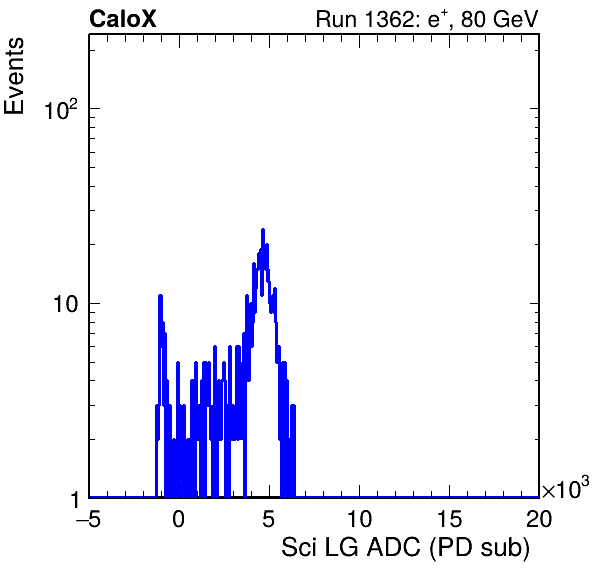 CaloX Run 1362: e⁺, 80 GeV
Events
10²
10
1
−5 0 5 10 15 20
×10³
Sci LG ADC (PD sub)